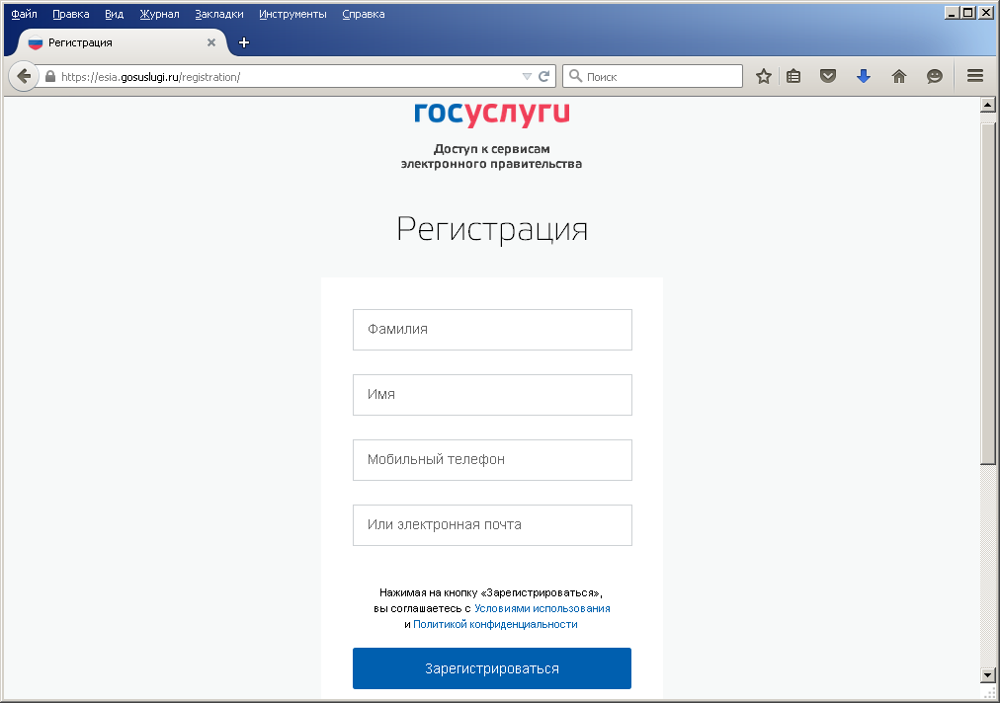 Файл Правка Вид Журнал Закладки Инструменты Справка
Регистрация
https://esia.gosuslugi.ru/registration/ Поиск
госуслуги
Доступ к сервисам
электронного правительства
Регистрация
Фамилия
Имя
Мобильный телефон
Или электронная почта
Нажимая на кнопку «Зарегистрироваться»,
вы соглашаетесь с Условиями использования
и Политикой конфиденциальности
Зарегистрироваться